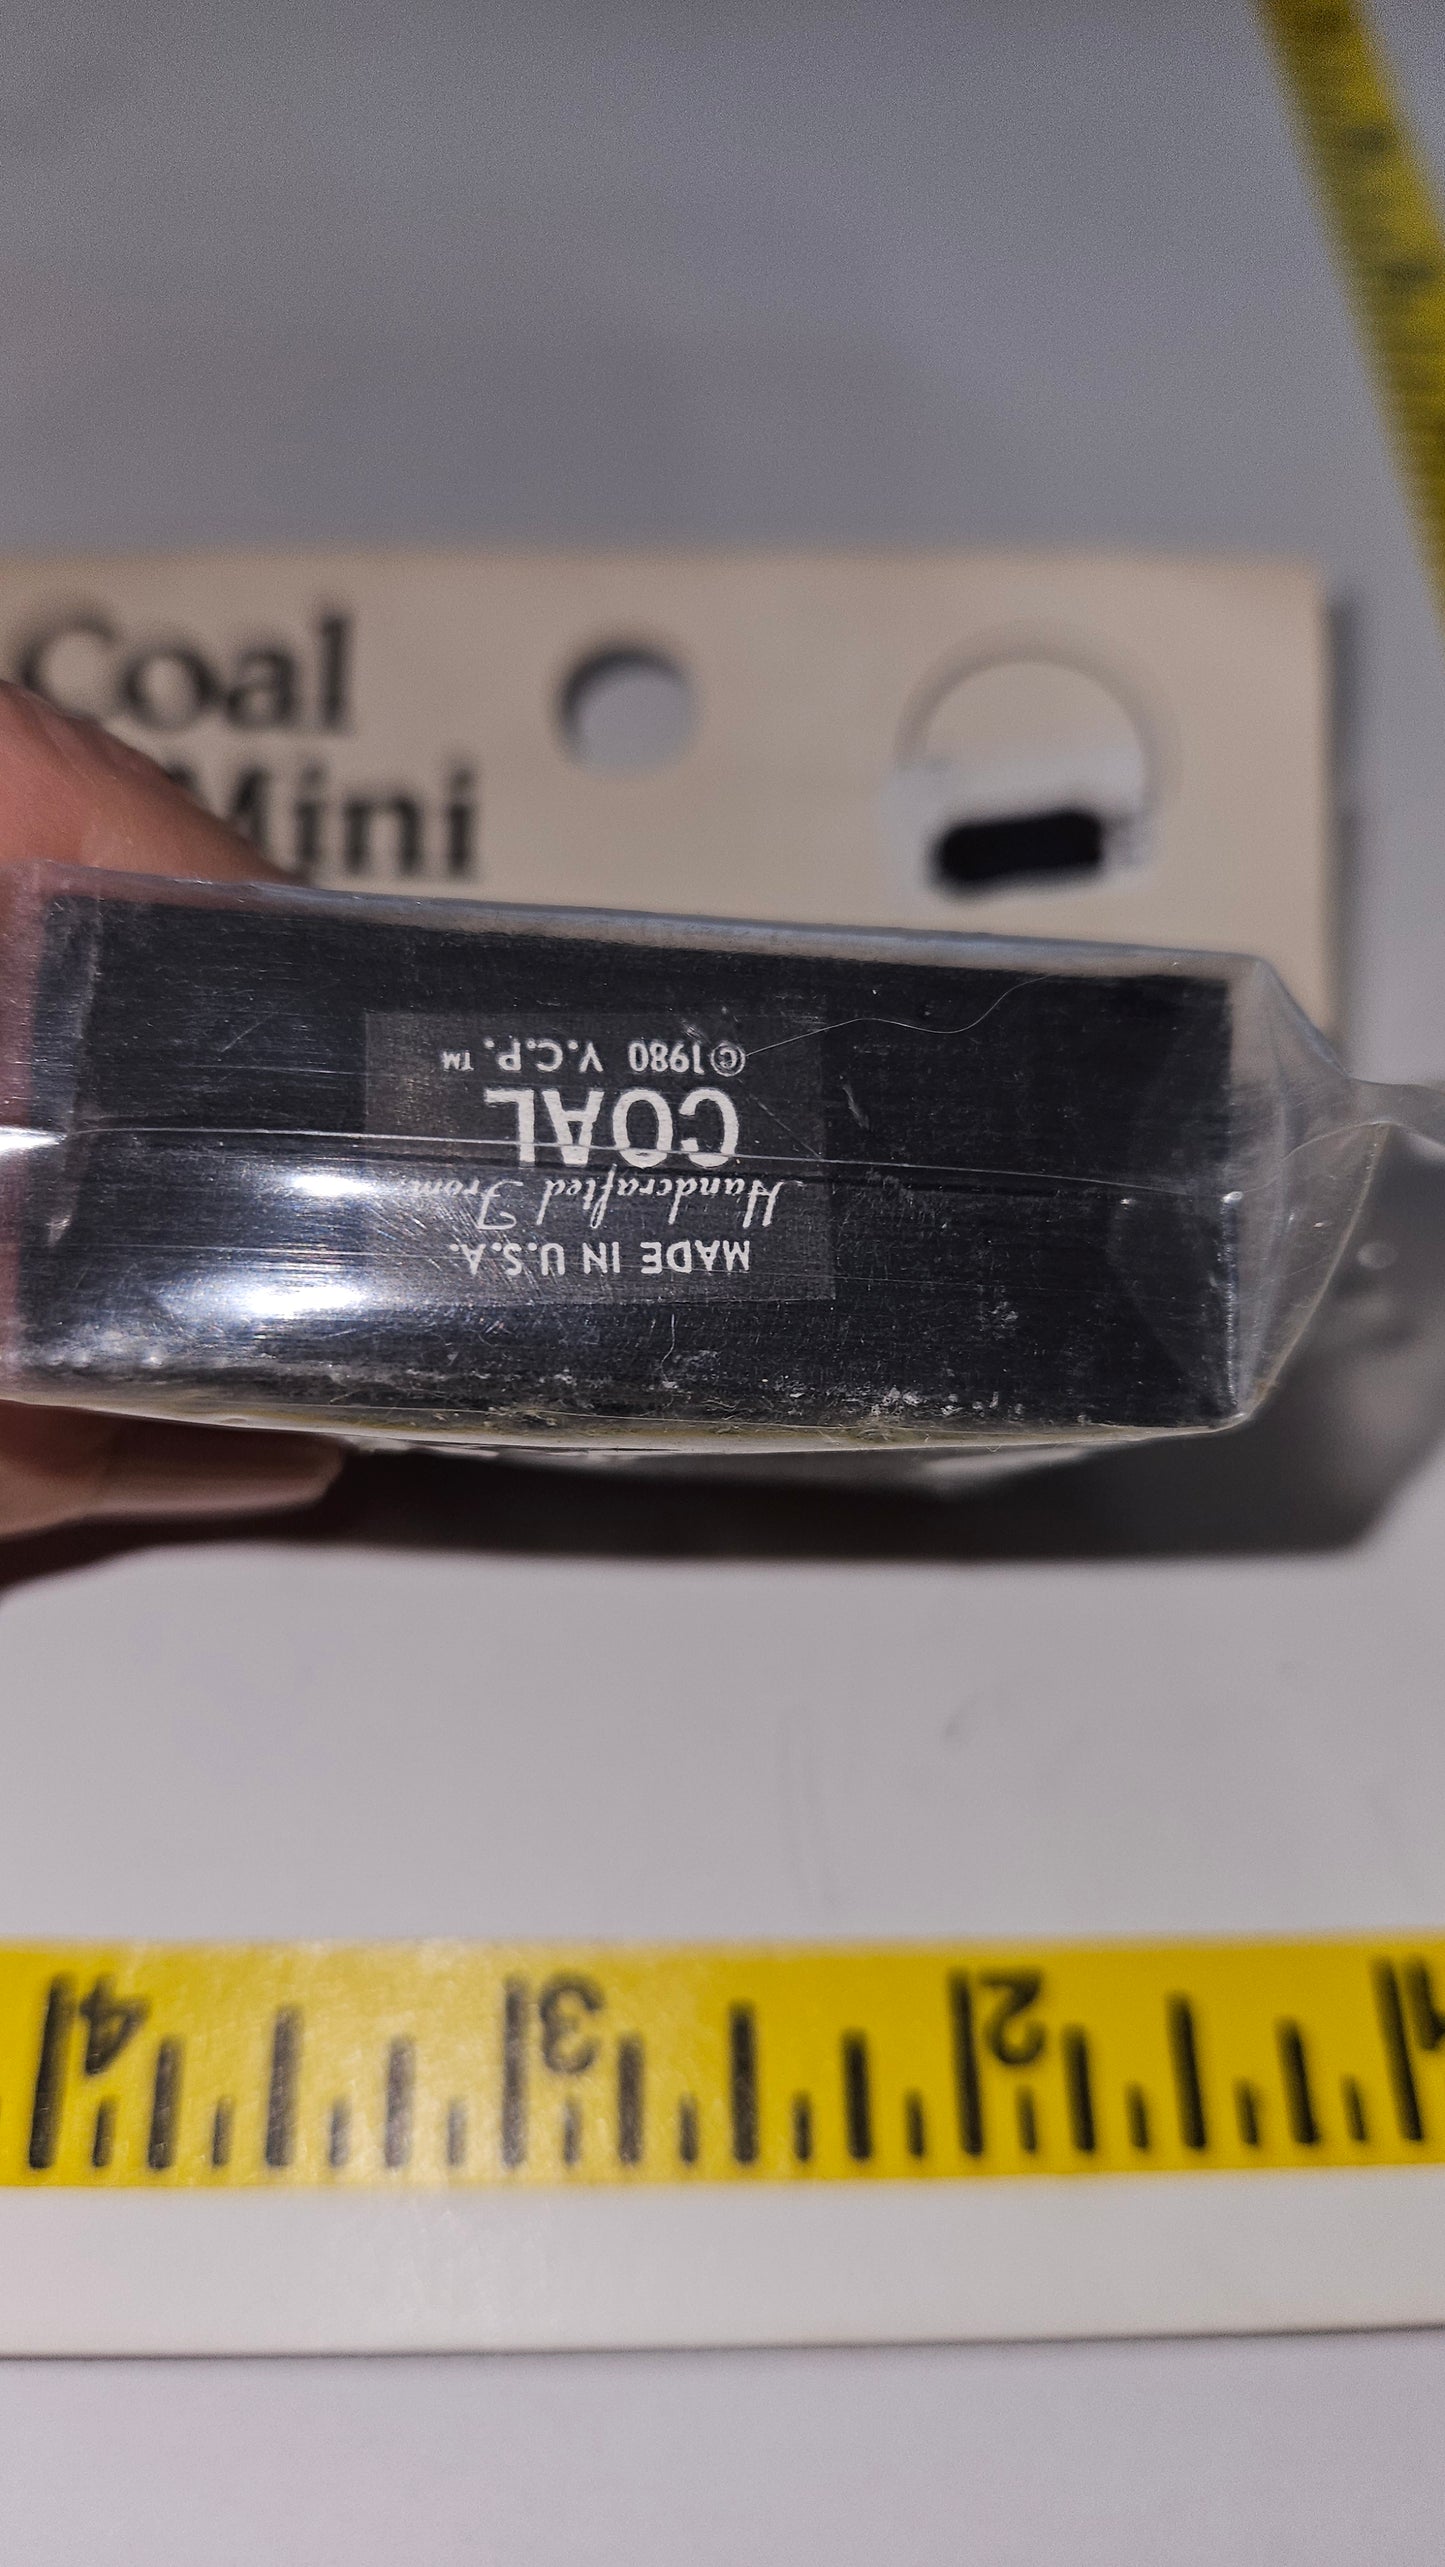 Coal
Mini
MADE IN U.S.A.
Handcrafted From
COAL
©1980 V.C.P.™
4 3 2 1